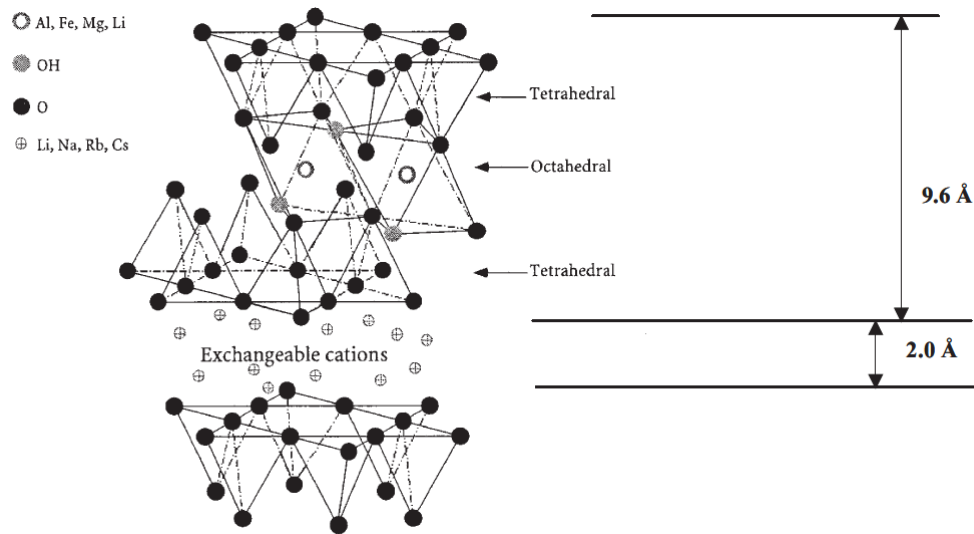 Al, Fe, Mg, Li
OH
O
Li, Na, Rb, Cs
Tetrahedral
Octahedral
Tetrahedral
Exchangeable cations
9.6 Å
2.0 Å